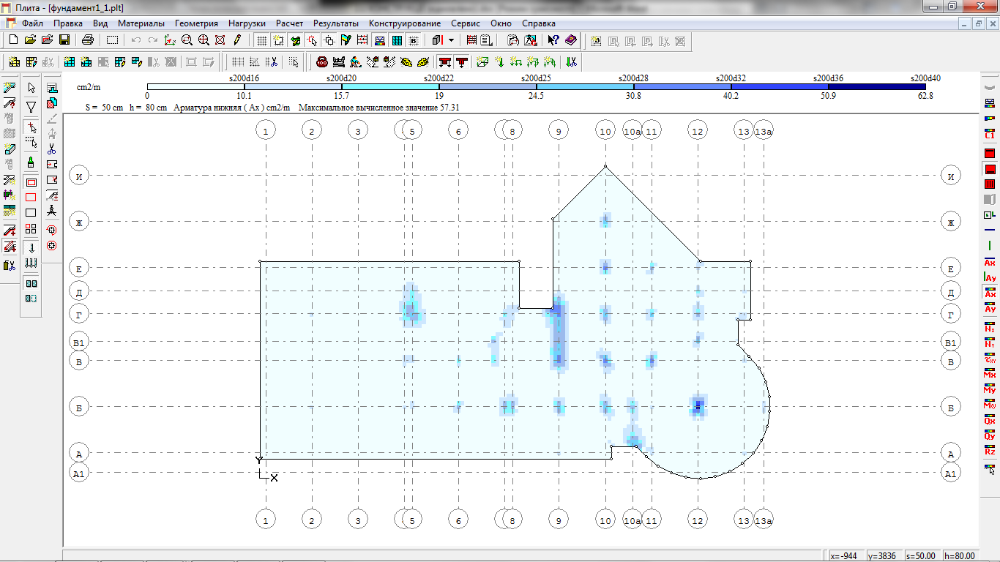 Плита - [фундамент1_1.plt]
Файл Правка Вид Материалы Геометрия Нагрузки Расчет Результаты Конструирование Сервис Окно Справка
s200d16 s200d20 s200d22 s200d25 s200d28 s200d32 s200d36 s200d40
cm2/m
0 10.1 15.7 19 24.5 30.8 40.2 50.9 62.8
S = 50 cm h = 80 cm Арматура нижняя ( Ax ) cm2/m Максимальное вычисленное значение 57.31
1 2 3 5 6 8 9 10 10а 11 12 13 13а
И И
Ж Ж
Е Е
Д Д
Г Г
В1 В1
В В
Б Б
А А
А1 А1
Y
X
1 2 3 5 6 8 9 10 10а 11 12 13 13а
C1
Ax
Ay
Ax
Ay
Nx
Ny
τxy
Mx
My
Mxy
Qx
Qy
Rz
x= -944 y=3836 s=50.00 h=80.00